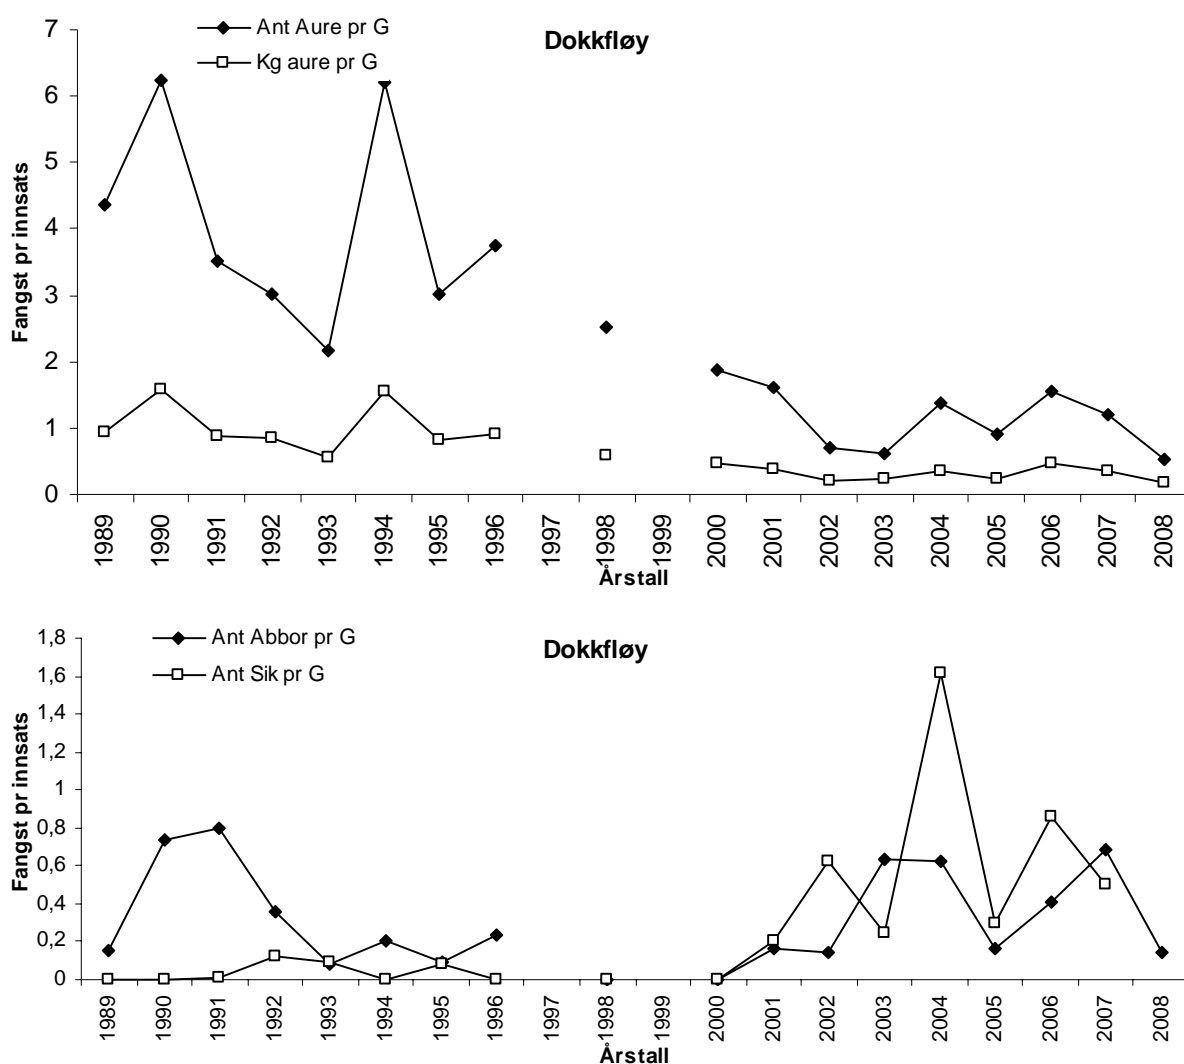 Ant Aure pr G
Kg aure pr G
Dokkfløy
Fangst pr innsats
7
6
5
4
3
2
1
0
1989 1990 1991 1992 1993 1994 1995 1996 1997 1998 1999 2000 2001 2002 2003 2004 2005 2006 2007 2008
Årstall
Ant Abbor pr G
Ant Sik pr G
Dokkfløy
Fangst pr innsats
1,8
1,6
1,4
1,2
1
0,8
0,6
0,4
0,2
0
1989 1990 1991 1992 1993 1994 1995 1996 1997 1998 1999 2000 2001 2002 2003 2004 2005 2006 2007 2008
Årstall